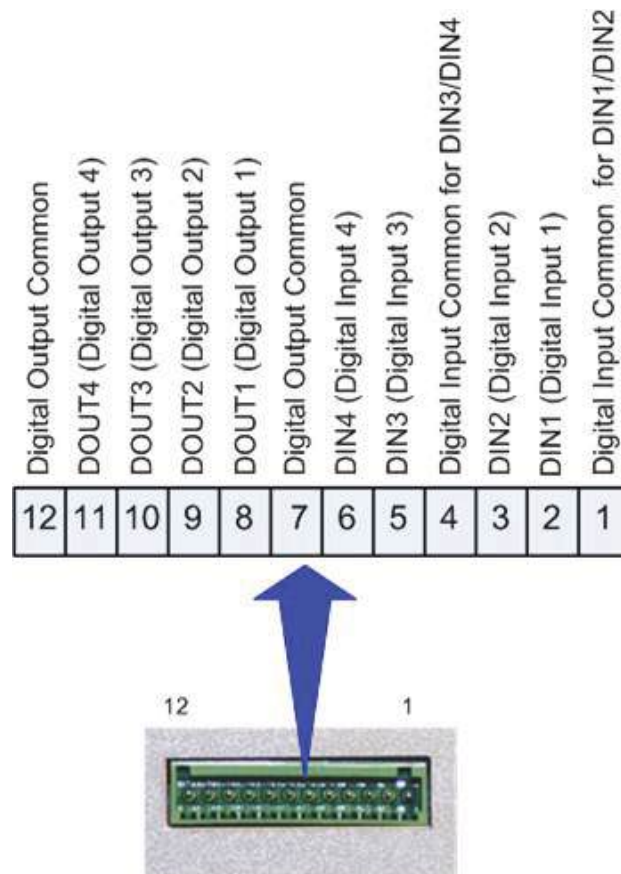 Digital Output Common
DOUT4 (Digital Output 4)
DOUT3 (Digital Output 3)
DOUT2 (Digital Output 2)
DOUT1 (Digital Output 1)
Digital Output Common
DIN4 (Digital Input 4)
DIN3 (Digital Input 3)
Digital Input Common for DIN3/DIN4
DIN2 (Digital Input 2)
DIN1 (Digital Input 1)
Digital Input Common for DIN1/DIN2
12 11 10 9 8 7 6 5 4 3 2 1
12 1